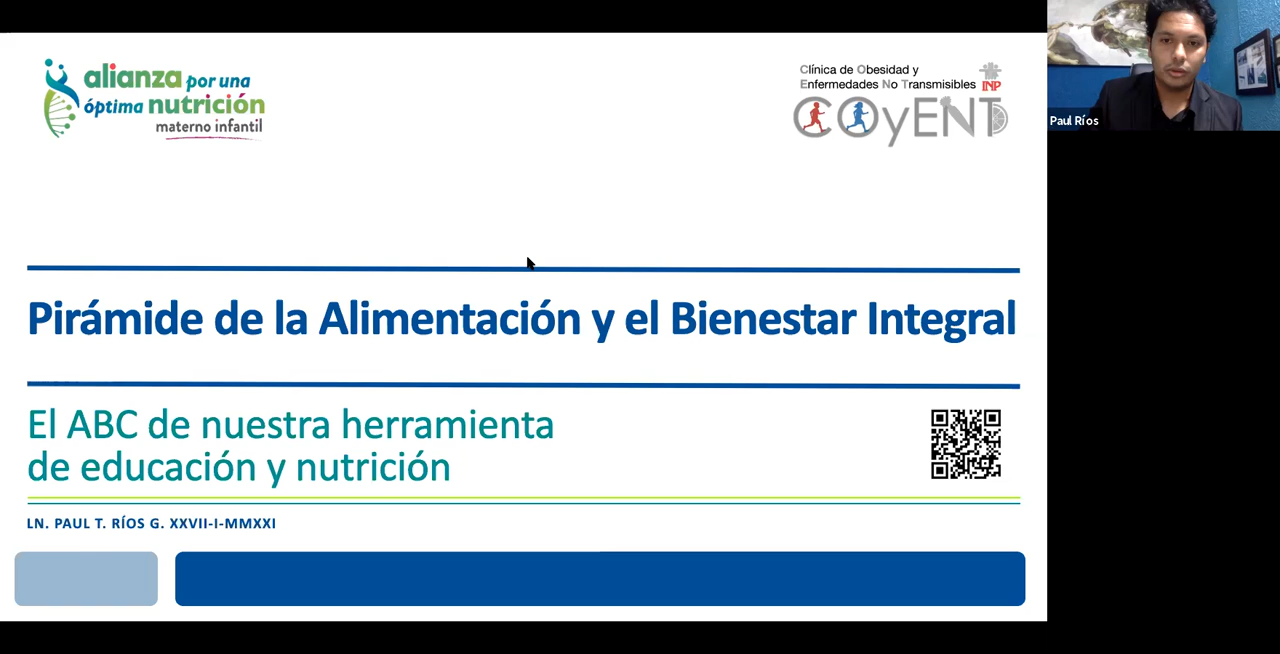 alianza por una
óptima nutrición
materno infantil
Clínica de Obesidad y
Enfermedades No Transmisibles
INP
COyENT
Paul Ríos
Pirámide de la Alimentación y el Bienestar Integral
El ABC de nuestra herramienta
de educación y nutrición
LN. PAUL T. RÍOS G. XXVII-I-MMXXI